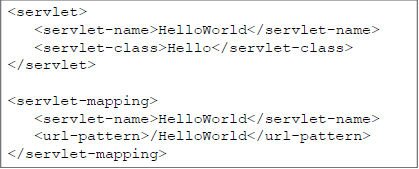 <servlet>
<servlet-name>HelloWorld</servlet-name>
<servlet-class>Hello</servlet-class>
</servlet>
<servlet-mapping>
<servlet-name>HelloWorld</servlet-name>
<url-pattern>/HelloWorld</url-pattern>
</servlet-mapping>